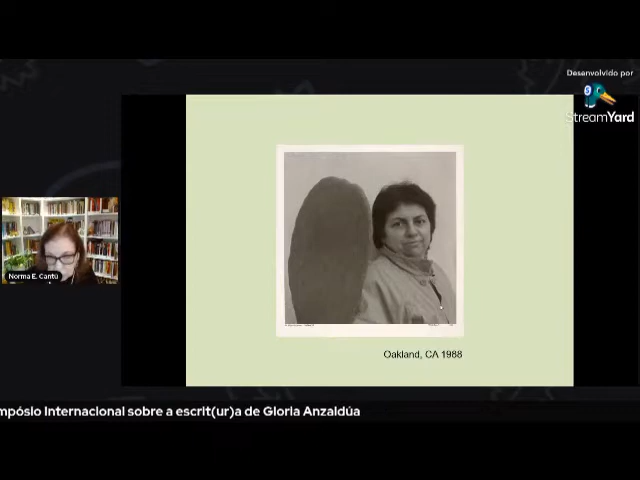 Desenvolvido por
StreamYard
Norma E. Cantú
Oakland, CA 1988
mpósio Internacional sobre a escrit(ur)a de Gloria Anzaldúa